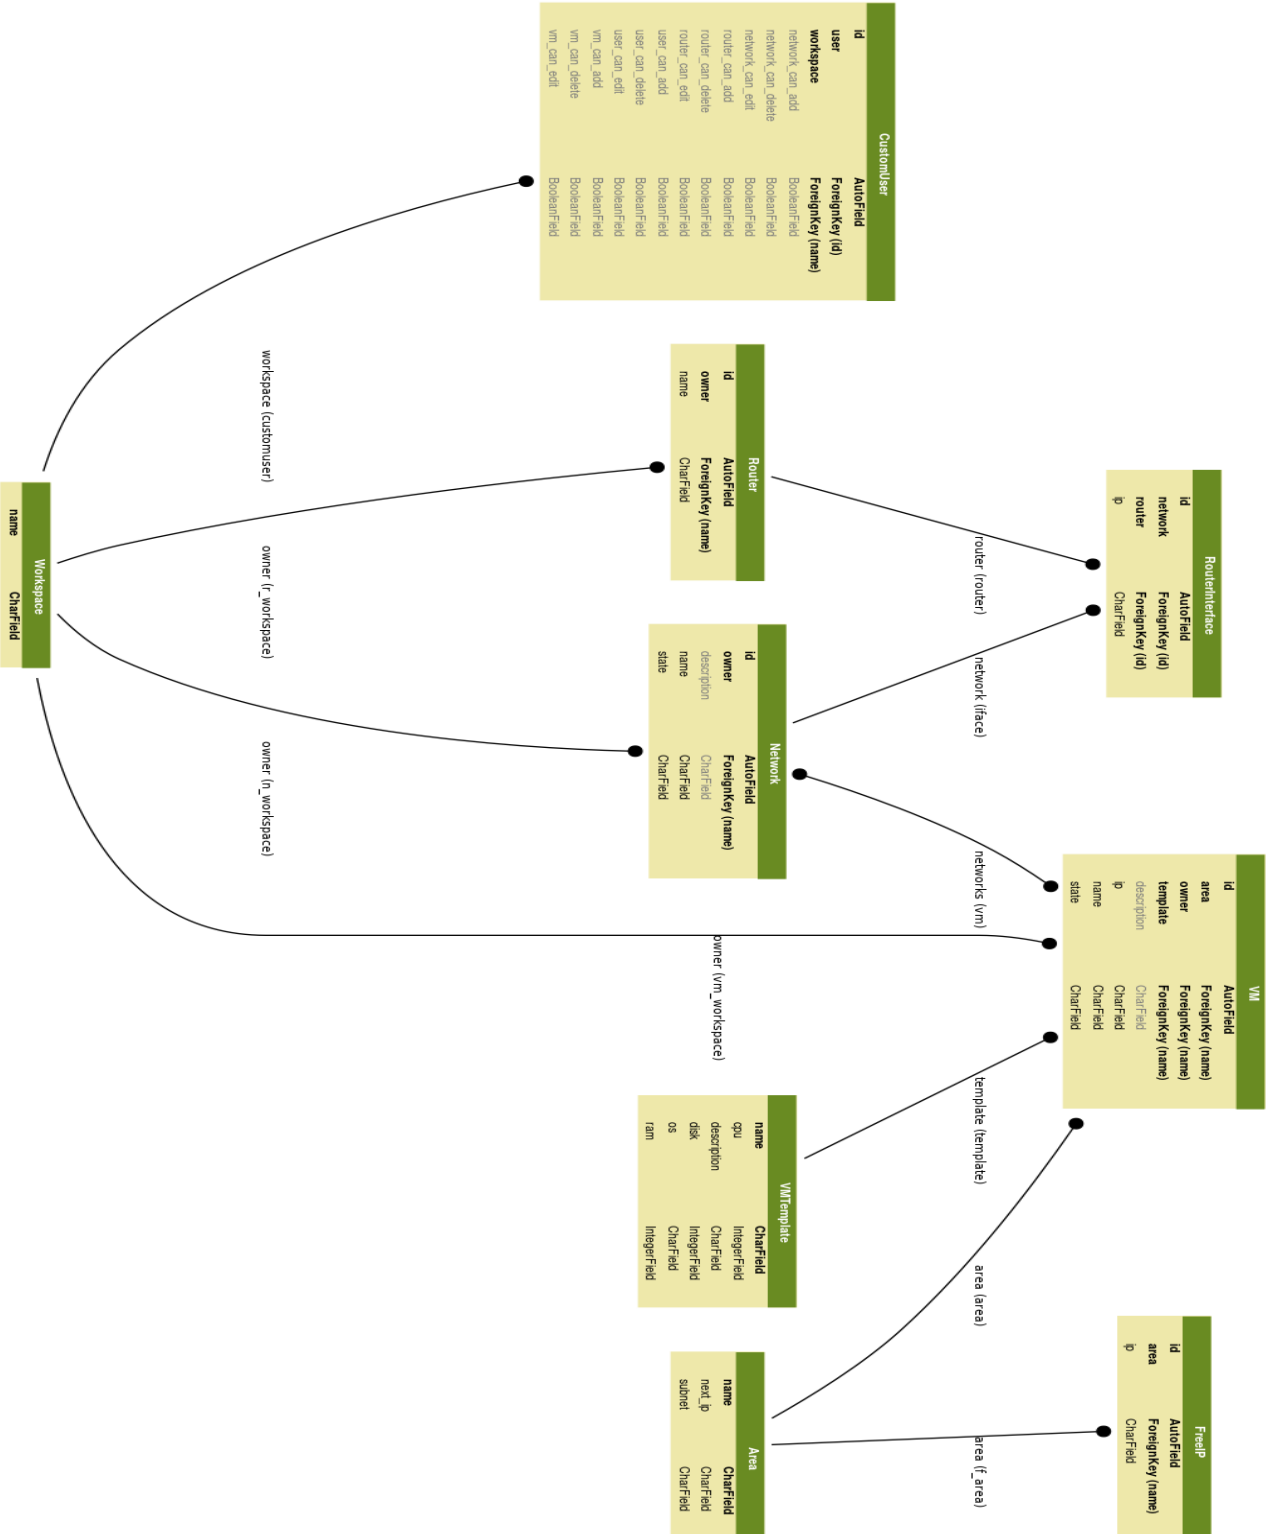 CustomUser
id AutoField
user ForeignKey (id)
workspace ForeignKey (name)
network_can_add BooleanField
network_can_delete BooleanField
network_can_edit BooleanField
router_can_add BooleanField
router_can_delete BooleanField
router_can_edit BooleanField
user_can_add BooleanField
user_can_delete BooleanField
user_can_edit BooleanField
vm_can_add BooleanField
vm_can_delete BooleanField
vm_can_edit BooleanField
RouterInterface
id AutoField
network ForeignKey (id)
router ForeignKey (id)
ip CharField
Router
id AutoField
owner ForeignKey (name)
name CharField
Network
id AutoField
owner ForeignKey (name)
description CharField
name CharField
state CharField
VM
id AutoField
area ForeignKey (name)
owner ForeignKey (name)
template ForeignKey (name)
description CharField
ip CharField
name CharField
state CharField
VMTemplate
name CharField
cpu IntegerField
description CharField
disk IntegerField
os CharField
ram IntegerField
FreeIP
id AutoField
area ForeignKey (name)
ip CharField
Area
name CharField
next_ip CharField
subnet CharField
Workspace
name CharField
router (router)
network (iface)
networks (vm)
template (template)
area (area)
area (f_area)
owner (vm_workspace)
workspace (customuser)
owner (r_workspace)
owner (n_workspace)